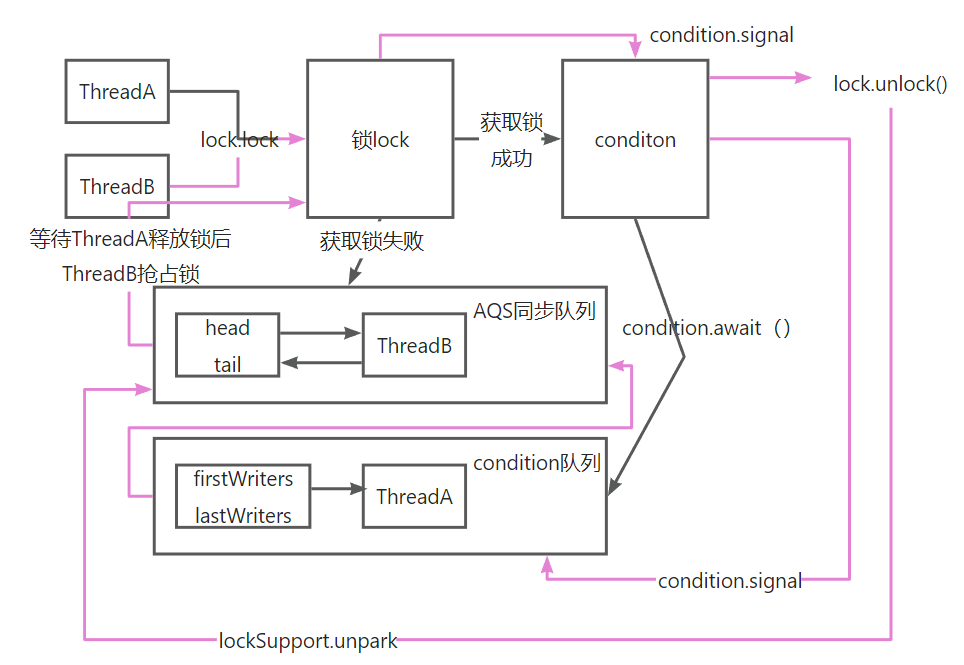 condition.signal
ThreadA
lock.unlock()
lock.lock
锁lock
获取锁
成功
conditon
ThreadB
等待ThreadA释放锁后
ThreadB抢占锁
获取锁失败
AQS同步队列
head
tail
ThreadB
condition.await（）
condition队列
firstWriters
lastWriters
ThreadA
condition.signal
lockSupport.unpark